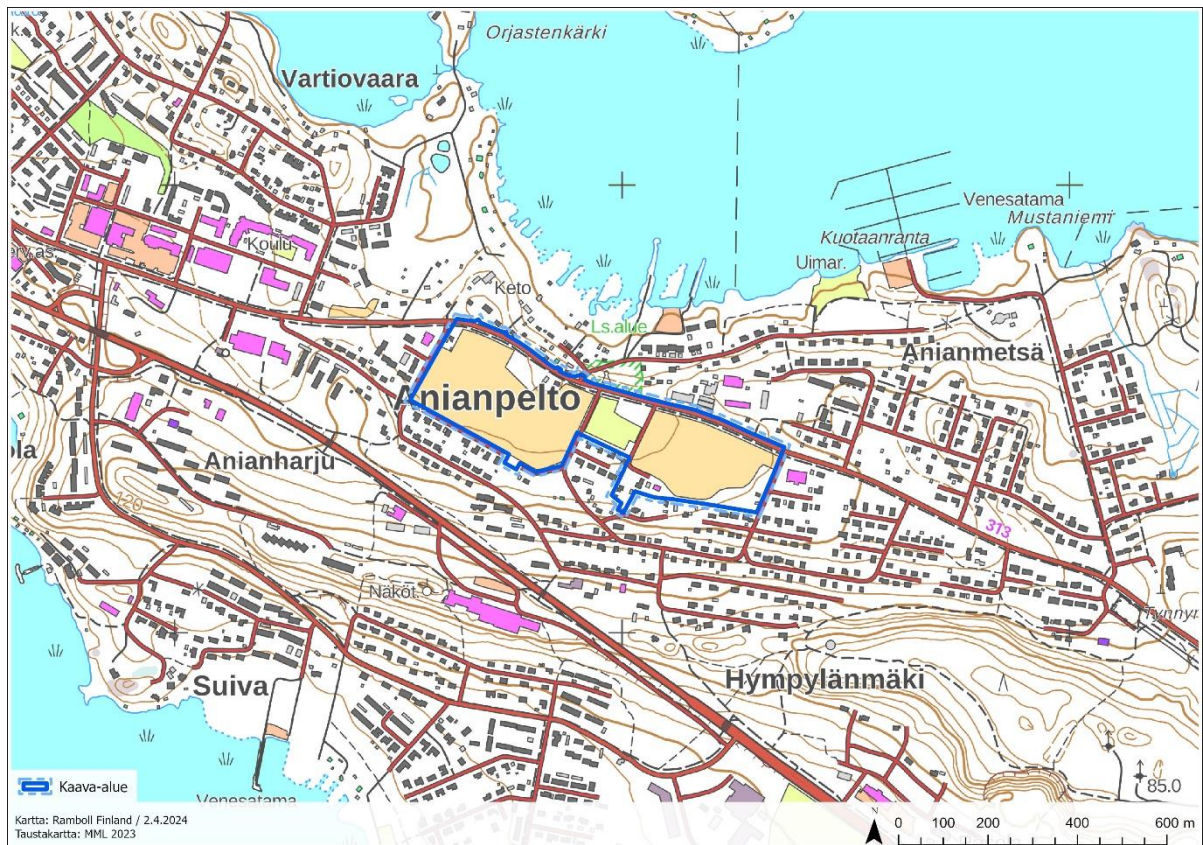 Orjastenkärki
Vartiovaara
Venesatama
Mustaniemi
Kuotaanranta
Koulu
Uimar.
Keto
Ls.alue
Anianmetsä
Anianpelto
Anianharju
120
313
Näköt.
Suiva
Hympylänmäki
85.0
Venesatama
Kaava-alue
Kartta: Ramboll Finland / 2.4.2024
Taustakartta: MML 2023
0 100 200 400 600 m